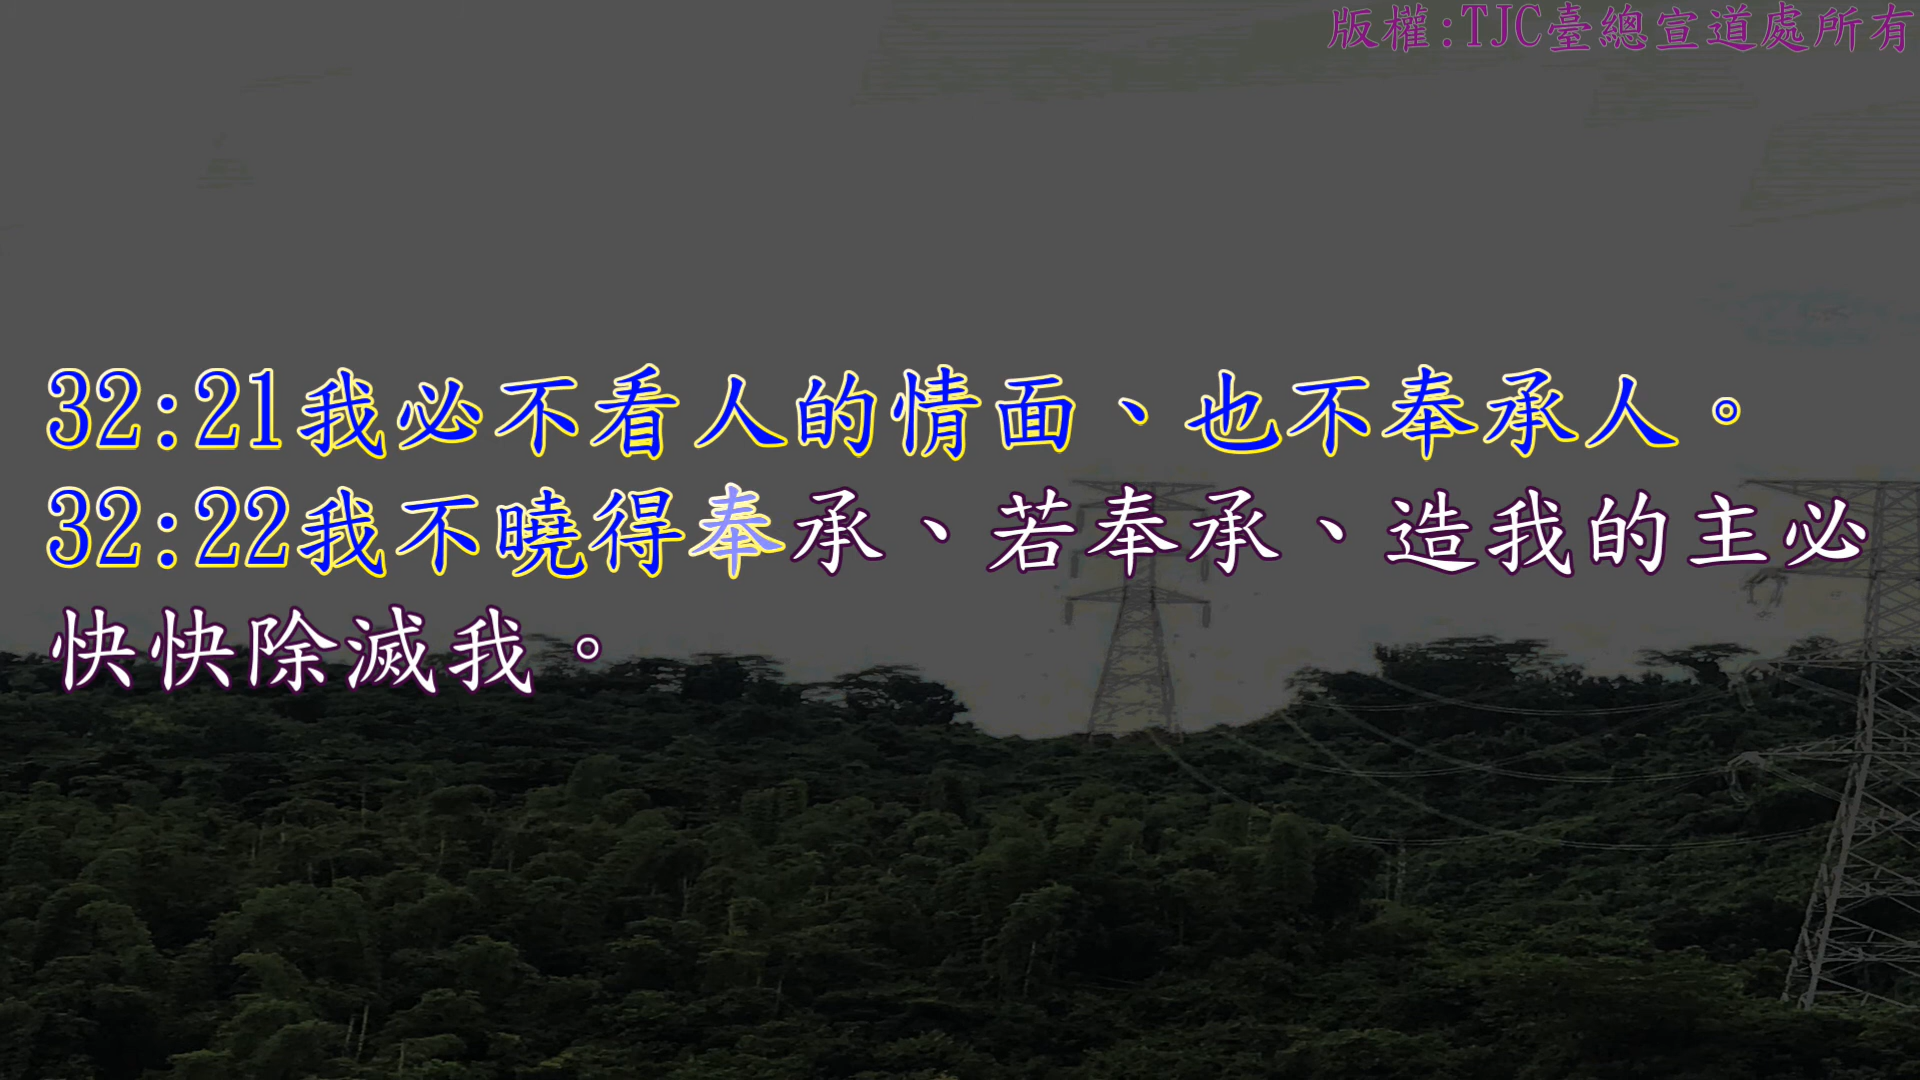 版權:TJC臺總宣道處所有
32:21我必不看人的情面、也不奉承人。
32:22我不曉得奉承、若奉承、造我的主必
快快除滅我。